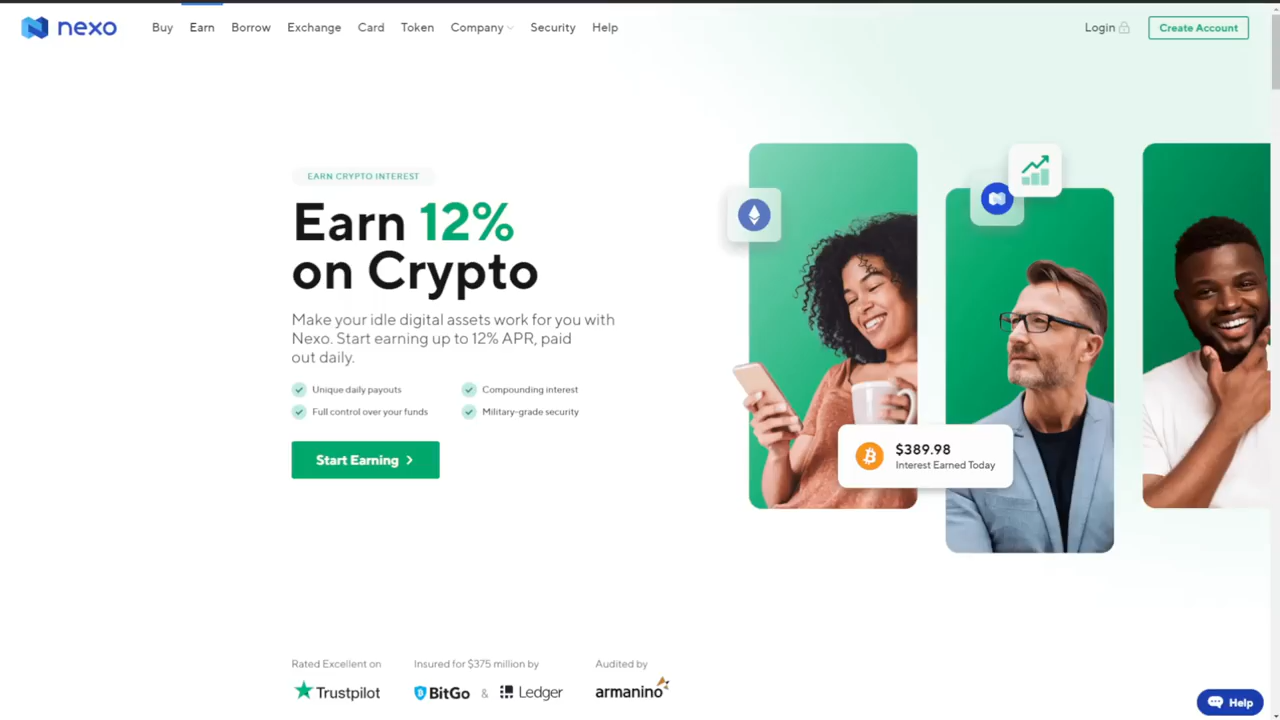 nexo
Buy Earn Borrow Exchange Card Token Company Security Help
Login Create Account
EARN CRYPTO INTEREST
Earn 12%
on Crypto
Make your idle digital assets work for you with
Nexo. Start earning up to 12% APR, paid
out daily.
Unique daily payouts
Compounding interest
Full control over your funds
Military-grade security
Start Earning
$389.98
Interest Earned Today
Rated Excellent on
Trustpilot
Insured for $375 million by
BitGo & Ledger
Audited by
armanino
Help